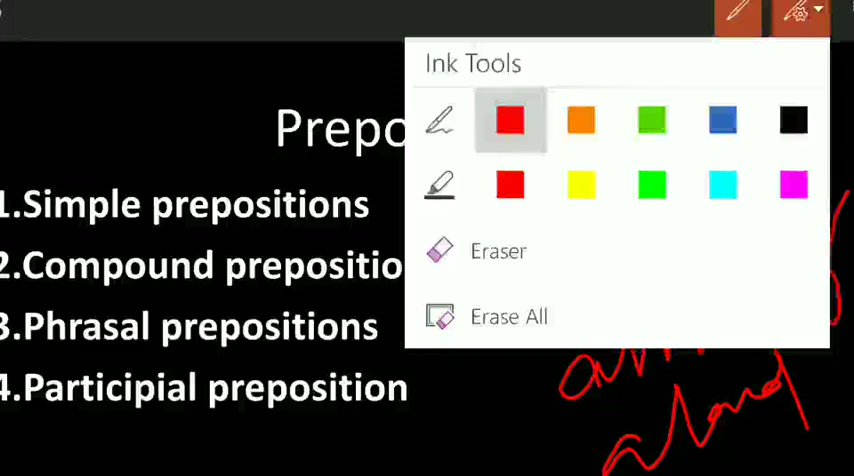 Prepo
Ink Tools
1.Simple prepositions
2.Compound prepositio
3.Phrasal prepositions
4.Participial preposition
Eraser
Erase All